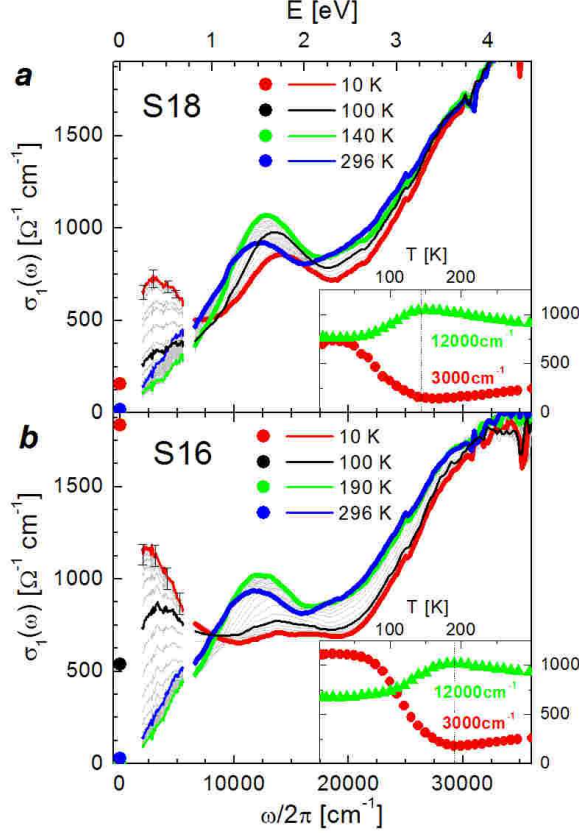 E [eV]
0 1 2 3 4
a
S18
10 K
100 K
140 K
296 K
σ1(ω) [Ω-1 cm-1]
1500
1000
500
0
T [K]
100 200
1000
500
0
12000cm-1
3000cm-1
b
S16
10 K
100 K
190 K
296 K
σ1(ω) [Ω-1 cm-1]
1500
1000
500
0
T [K]
100 200
1000
500
0
12000cm-1
3000cm-1
0 10000 20000 30000
ω/2π [cm-1]